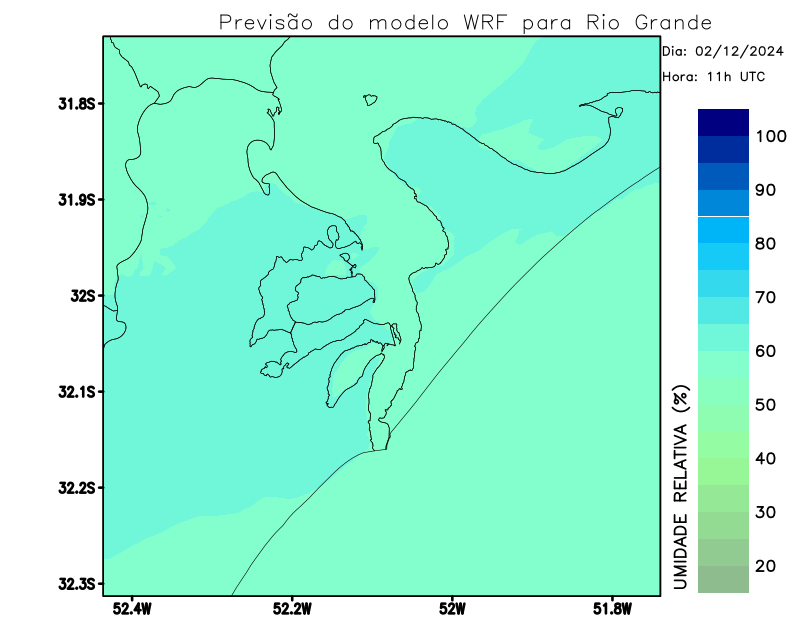 Previsão do modelo WRF para Rio Grande
Dia: 02/12/2024
Hora: 11h UTC
31.8S
31.9S
32S
32.1S
32.2S
32.3S
52.4W
52.2W
52W
51.8W
100
90
80
70
60
50
40
30
20
UMIDADE RELATIVA (%)